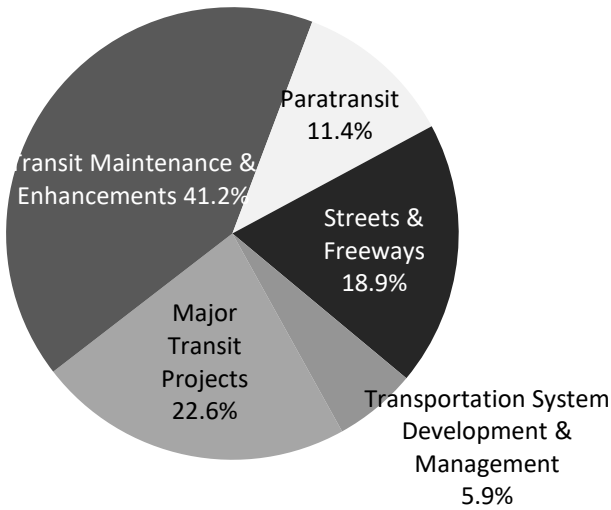 Paratransit
11.4%
Transit Maintenance &
Enhancements 41.2%
Streets &
Freeways
18.9%
Major
Transit
Projects
22.6%
Transportation System
Development &
Management
5.9%